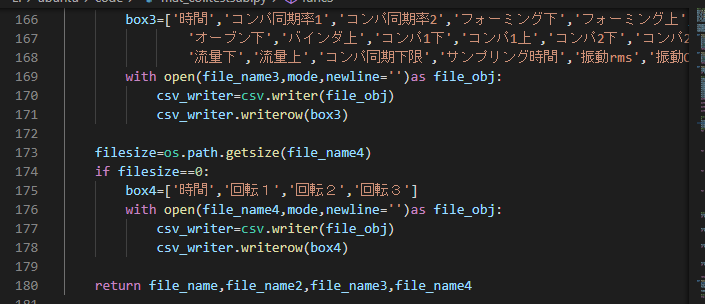 code
funcs
166 box3=['時間','コンパ同期率1','コンパ同期率2','フォーミング下','フォーミング上'
167 'オーブン下','バインダ上','コンパ1下','コンパ1上','コンパ2下','コンパ2
168 '流量下','流量上','コンパ同期下限','サンプリング時間','振動rms','振動
169 with open(file_name3,mode,newline='')as file_obj:
170 csv_writer=csv.writer(file_obj)
171 csv_writer.writerow(box3)
172
173 filesize=os.path.getsize(file_name4)
174 if filesize==0:
175 box4=['時間','回転１','回転２','回転３']
176 with open(file_name4,mode,newline='')as file_obj:
177 csv_writer=csv.writer(file_obj)
178 csv_writer.writerow(box4)
179
180 return file_name,file_name2,file_name3,file_name4